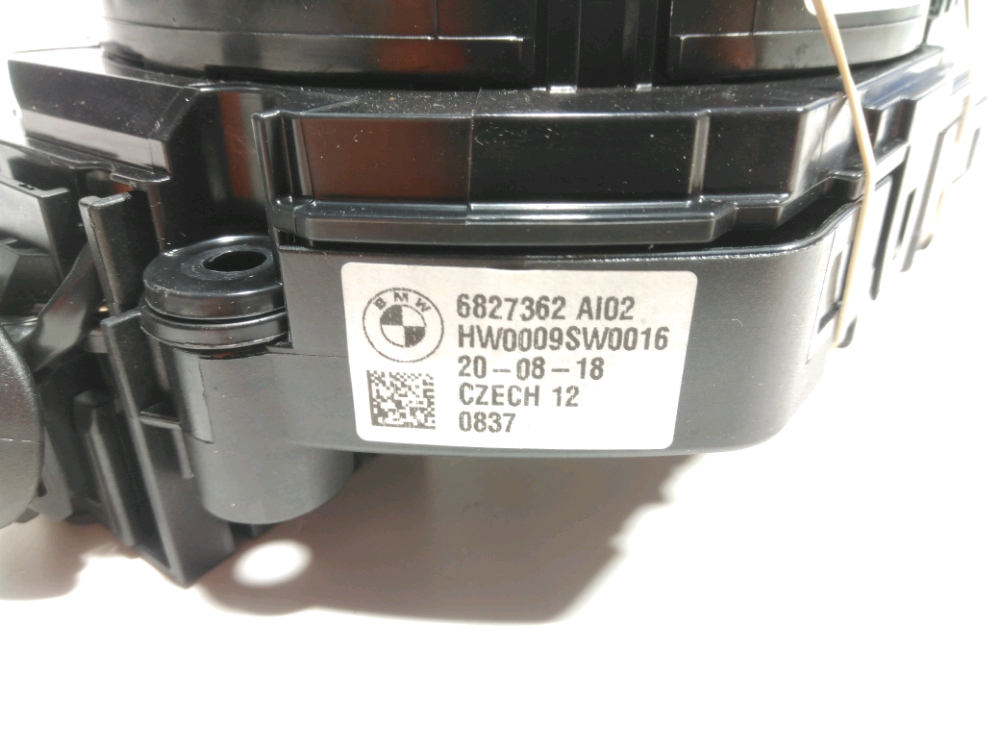 BMW
6827362 AI02
HW0009SW0016
20-08-18
CZECH 12
0837